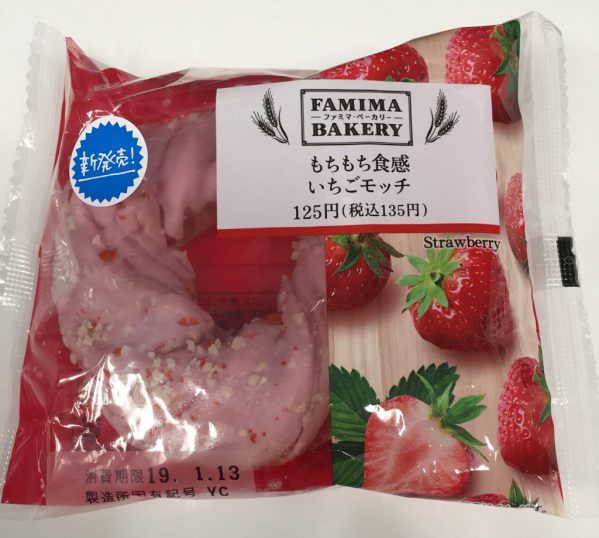 FAMIMA
ファミマ・ベーカリー
BAKERY
新発売!
もちもち食感
いちごモッチ
125円(税込135円)
Strawberry
消費期限19. 1.13
製造所固有記号 YC